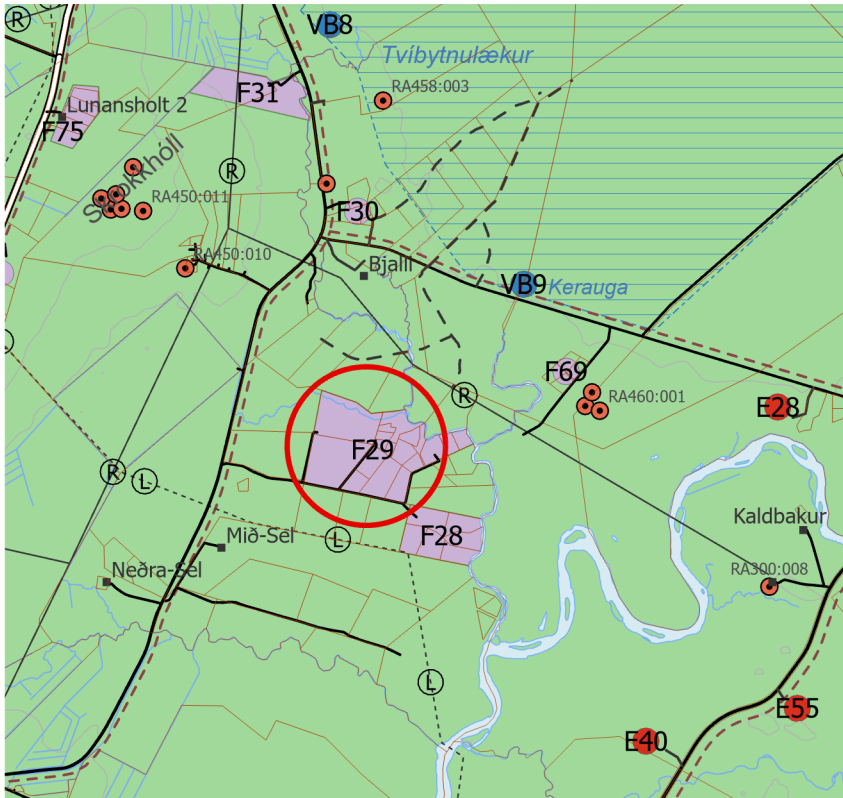 R
VB8
Tvíbytnulækur
F31
RA458:003
Lunansholt 2
F75
R
Skrokkhóll
RA450:011
F30
RA450:010
Bjalli
VB9
Kerauga
F69
R
RA460:001
E28
F29
R
L
F28
Kaldbakur
Mið-Sel
L
Neðra-Sel
RA300:008
L
E55
E40